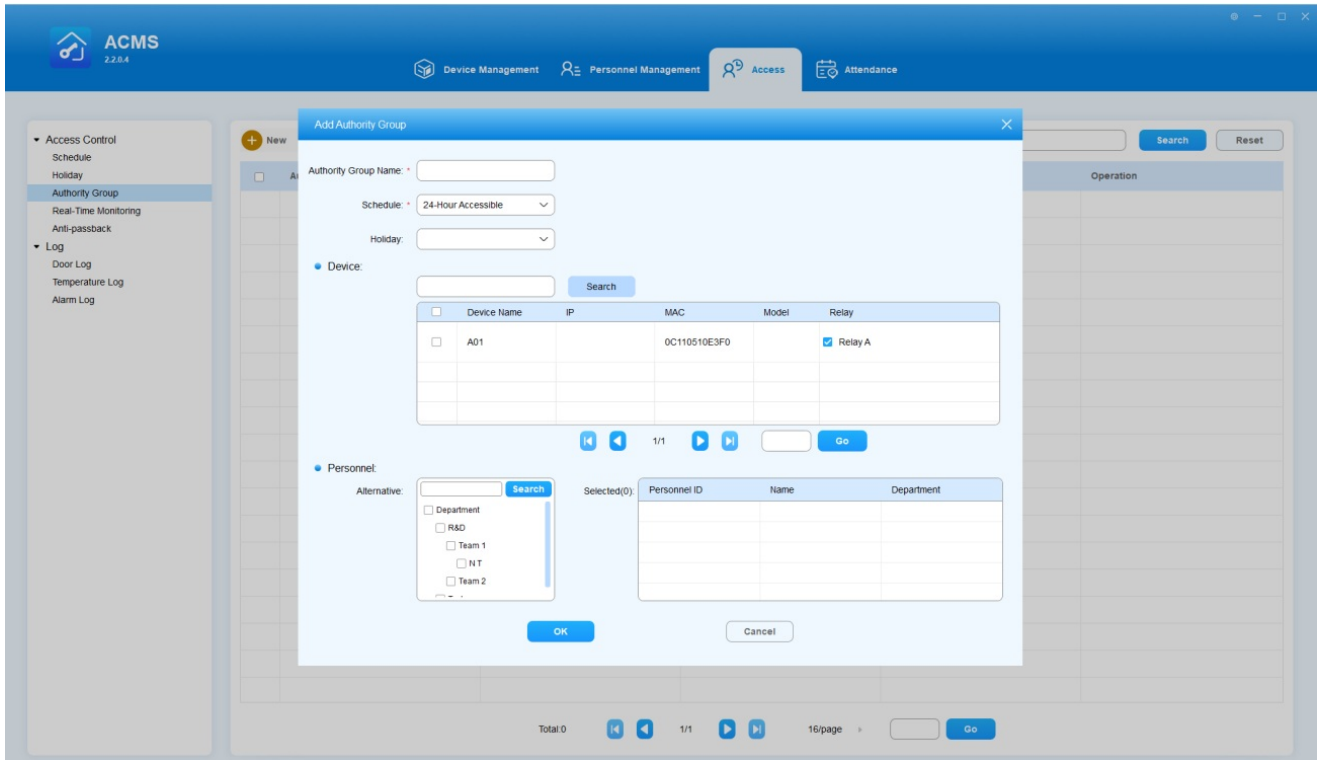 ACMS
2.2.0.4
Device Management
Personnel Management
Access
Attendance
Access Control
Schedule
Holiday
Authority Group
Real-Time Monitoring
Anti-passback
Log
Door Log
Temperature Log
Alarm Log
New
Search
Reset
Operation
Add Authority Group
Authority Group Name: *
Schedule: * 24-Hour Accessible
Holiday:
Device:
Search
Device Name IP MAC Model Relay
A01 0C110510E3F0 Relay A
1/1 Go
Personnel:
Alternative: Search
Department
R&D
Team 1
N T
Team 2
Selected(0): Personnel ID Name Department
OK Cancel
Total:0 1/1 16/page Go